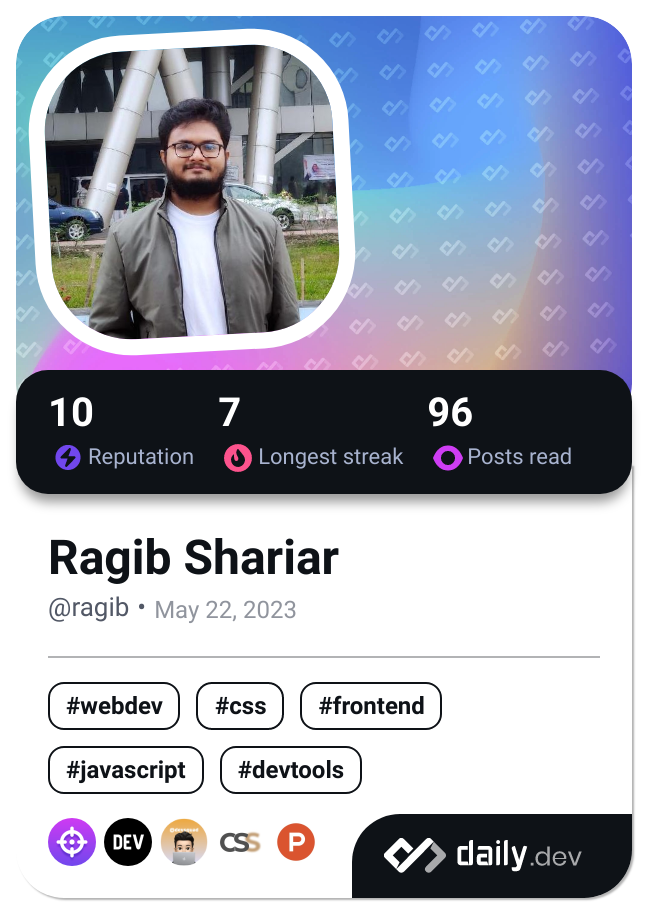 10 7 96
Reputation Longest streak Posts read
Ragib Shariar
@ragib • May 22, 2023
#webdev #css #frontend
#javascript #devtools
DEV CSS P
daily.dev